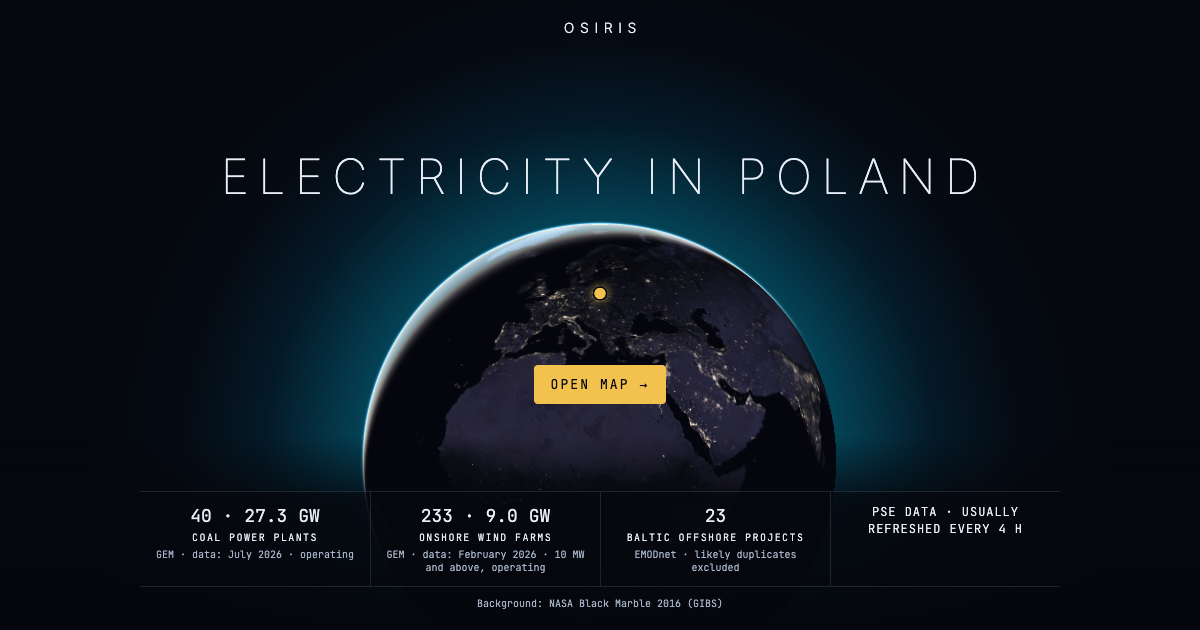 OSIRIS
ELECTRICITY IN POLAND
OPEN MAP →
40 · 27.3 GW
COAL POWER PLANTS
GEM · data: July 2026 · operating
233 · 9.0 GW
ONSHORE WIND FARMS
GEM · data: February 2026 · 10 MW
and above, operating
23
BALTIC OFFSHORE PROJECTS
EMODnet · likely duplicates
excluded
PSE DATA · USUALLY
REFRESHED EVERY 4 H
Background: NASA Black Marble 2016 (GIBS)